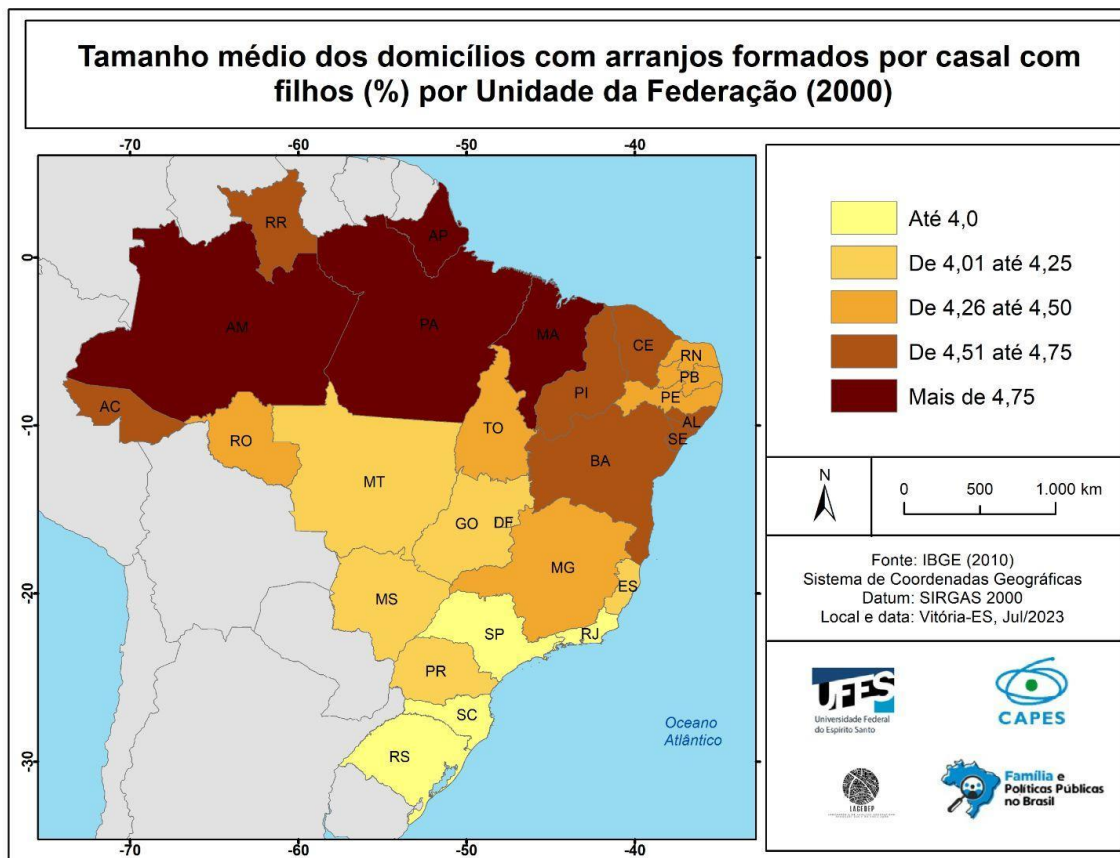 Tamanho médio dos domicílios com arranjos formados por casal com
filhos (%) por Unidade da Federação (2000)
-70
-50
-40
0
-10
-20
-30
-70
-50
-40
RR
AP
AM
PA
MA
CE
RN
PB
PE
PI
AL
SE
AC
RO
TO
BA
MT
GO
DF
MG
ES
MS
SP
RJ
PR
SC
RS
Oceano
Atlântico
Até 4,0
De 4,01 até 4,25
De 4,26 até 4,50
De 4,51 até 4,75
Mais de 4,75
N
0
500
1.000 km
Fonte: IBGE (2010)
Sistema de Coordenadas Geográficas
Datum: SIRGAS 2000
Local e data: Vitória-ES, Jul/2023
UFES
Universidade Federal
do Espírito Santo
CAPES
LAGEDEP
Família e
Políticas Públicas
no Brasil